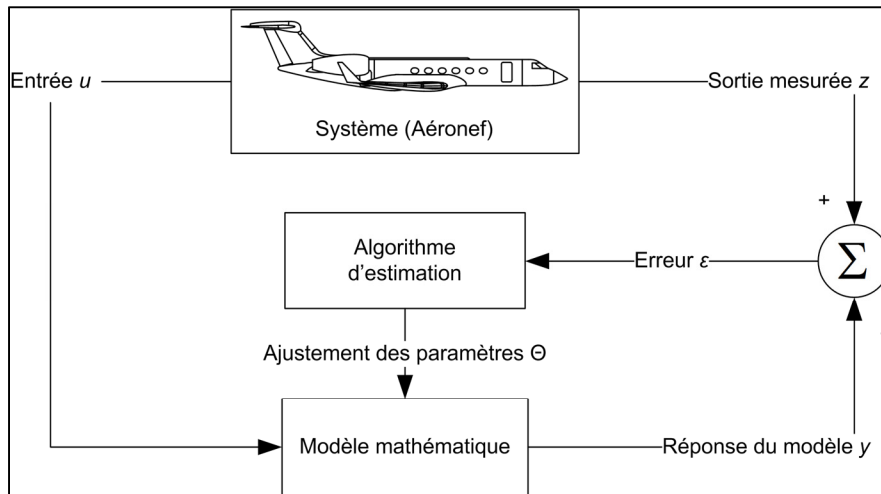 Entrée u
Système (Aéronef)
Sortie mesurée z
+
Algorithme
d'estimation
Erreur ε
Σ
Ajustement des paramètres Θ
Modèle mathématique
Réponse du modèle y